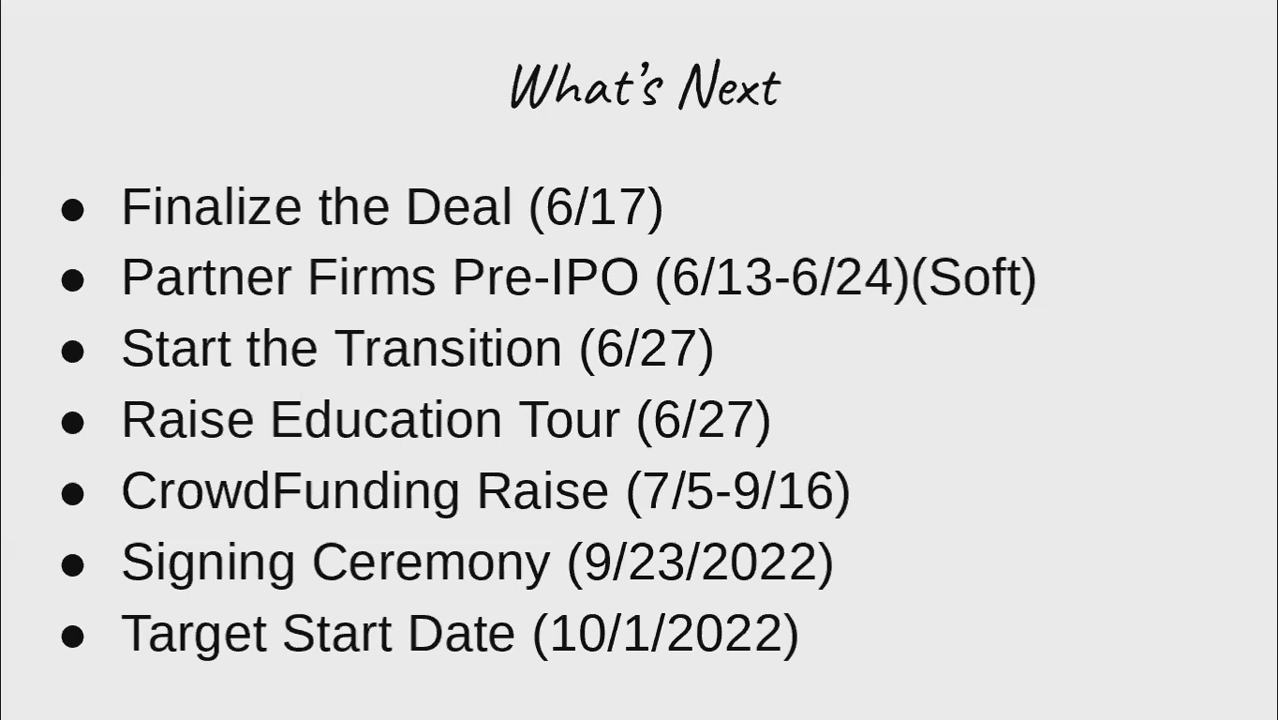 What's Next
● Finalize the Deal (6/17)
● Partner Firms Pre-IPO (6/13-6/24)(Soft)
● Start the Transition (6/27)
● Raise Education Tour (6/27)
● CrowdFunding Raise (7/5-9/16)
● Signing Ceremony (9/23/2022)
● Target Start Date (10/1/2022)